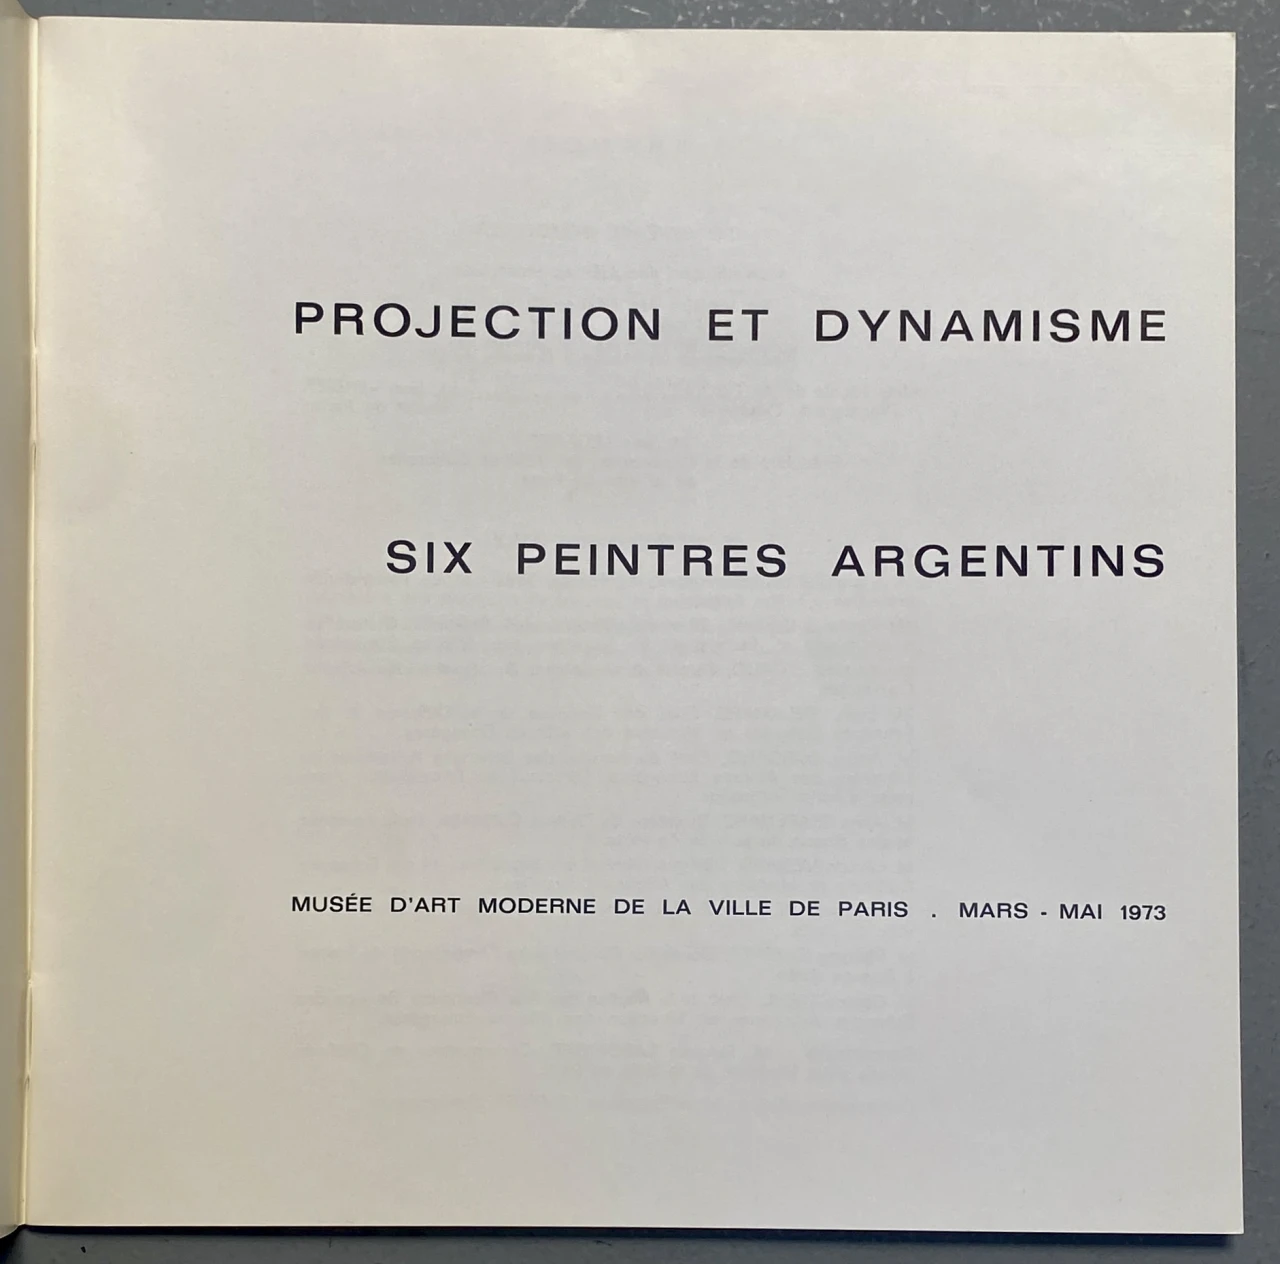 PROJECTION ET DYNAMISME
SIX PEINTRES ARGENTINS
MUSÉE D'ART MODERNE DE LA VILLE DE PARIS . MARS - MAI 1973